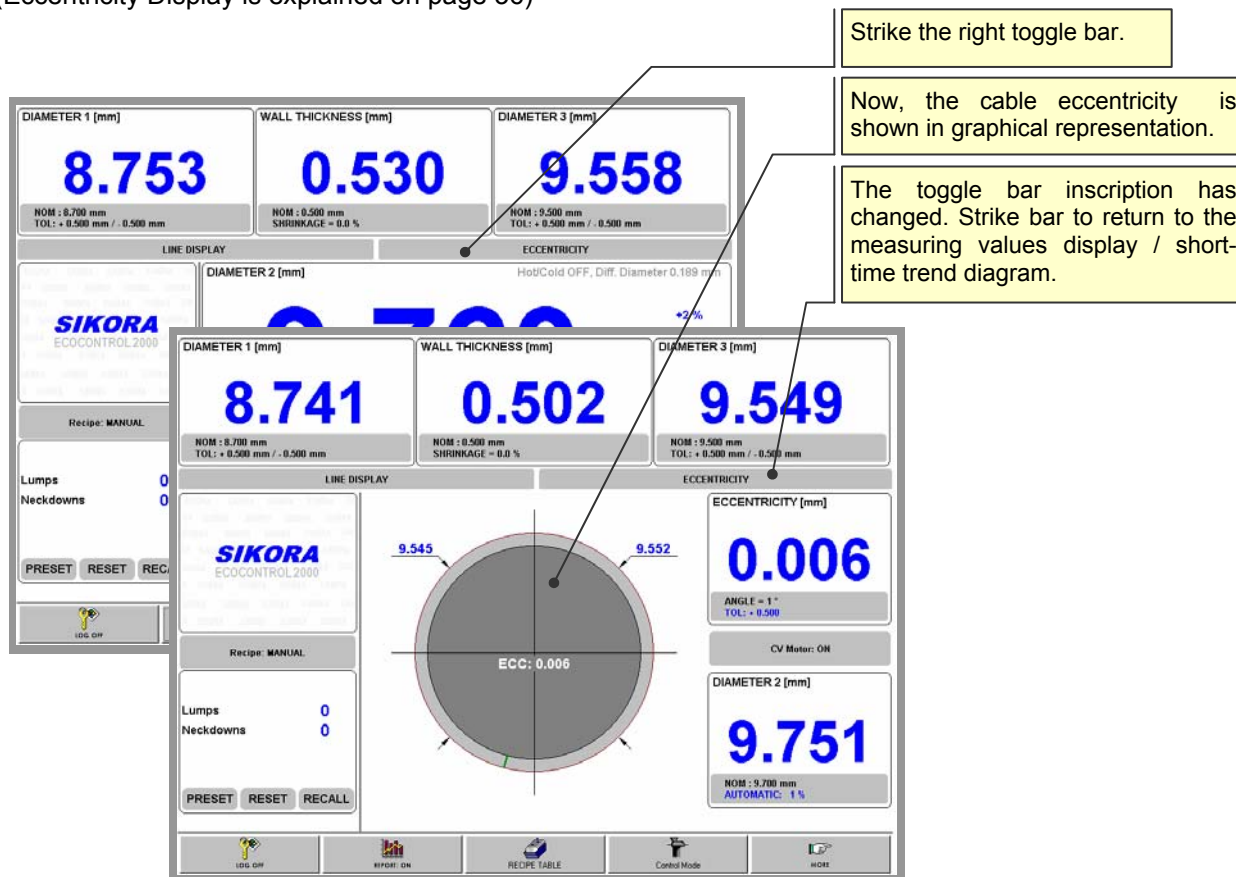 Strike the right toggle bar.
Now, the cable eccentricity is
shown in graphical representation.
The toggle bar inscription has
changed. Strike bar to return to the
measuring values display / short-
time trend diagram.
DIAMETER 1 [mm]
8.753
NOM : 8.700 mm
TOL: + 0.500 mm / - 0.500 mm
WALL THICKNESS [mm]
0.530
NOM : 0.500 mm
SHRINKAGE = 0.0 %
DIAMETER 3 [mm]
9.558
NOM : 9.500 mm
TOL: + 0.500 mm / - 0.500 mm
LINE DISPLAY
ECCENTRICITY
SIKORA
ECOCONTROL 2000
DIAMETER 2 [mm]
Hot/Cold OFF, Diff. Diameter 0.189 mm
+2 %
Recipe: MANUAL
Lumps 0
Neckdowns 0
PRESET RESET
LOG OFF
DIAMETER 1 [mm]
8.741
NOM : 8.700 mm
TOL: + 0.500 mm / - 0.500 mm
WALL THICKNESS [mm]
0.502
NOM : 0.500 mm
SHRINKAGE = 0.0 %
DIAMETER 3 [mm]
9.549
NOM : 9.500 mm
TOL: + 0.500 mm / - 0.500 mm
LINE DISPLAY
ECCENTRICITY
SIKORA
ECOCONTROL 2000
Recipe: MANUAL
Lumps 0
Neckdowns 0
PRESET RESET RECALL
9.545
9.552
ECC: 0.006
ECCENTRICITY [mm]
0.006
ANGLE = 1 °
TOL: + 0.500
CV Motor: ON
DIAMETER 2 [mm]
9.751
NOM : 9.700 mm
AUTOMATIC: 1 %
LOG OFF
REPORT: ON
RECIPE TABLE
Control Mode
MORE